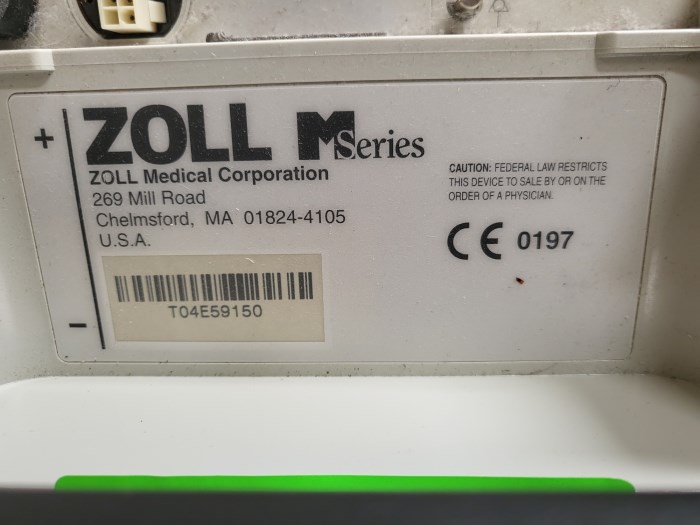 +
ZOLL M Series
ZOLL Medical Corporation
269 Mill Road
Chelmsford, MA 01824-4105
U.S.A.
CAUTION: FEDERAL LAW RESTRICTS
THIS DEVICE TO SALE BY OR ON THE
ORDER OF A PHYSICIAN.
CE 0197
T04E59150
–